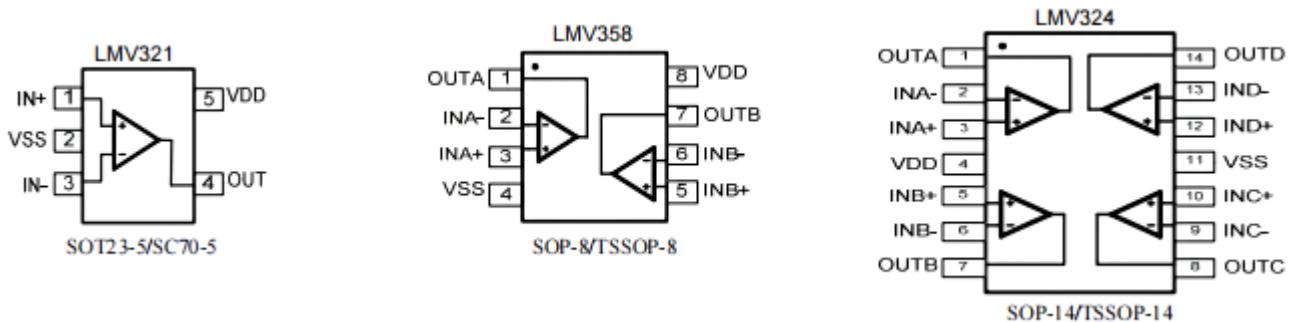 LMV321
IN+ 1 5 VDD
VSS 2
IN- 3 4 OUT
+
-
SOT23-5/SC70-5
LMV358
OUTA 1 8 VDD
INA- 2 7 OUTB
INA+ 3 6 INB-
VSS 4 5 INB+
-
+
-
+
SOP-8/TSSOP-8
LMV324
OUTA 1 14 OUTD
INA- 2 13 IND-
INA+ 3 12 IND+
VDD 4 11 VSS
INB+ 5 10 INC+
INB- 6 9 INC-
OUTB 7 8 OUTC
- -
+ +
+ +
- -
SOP-14/TSSOP-14